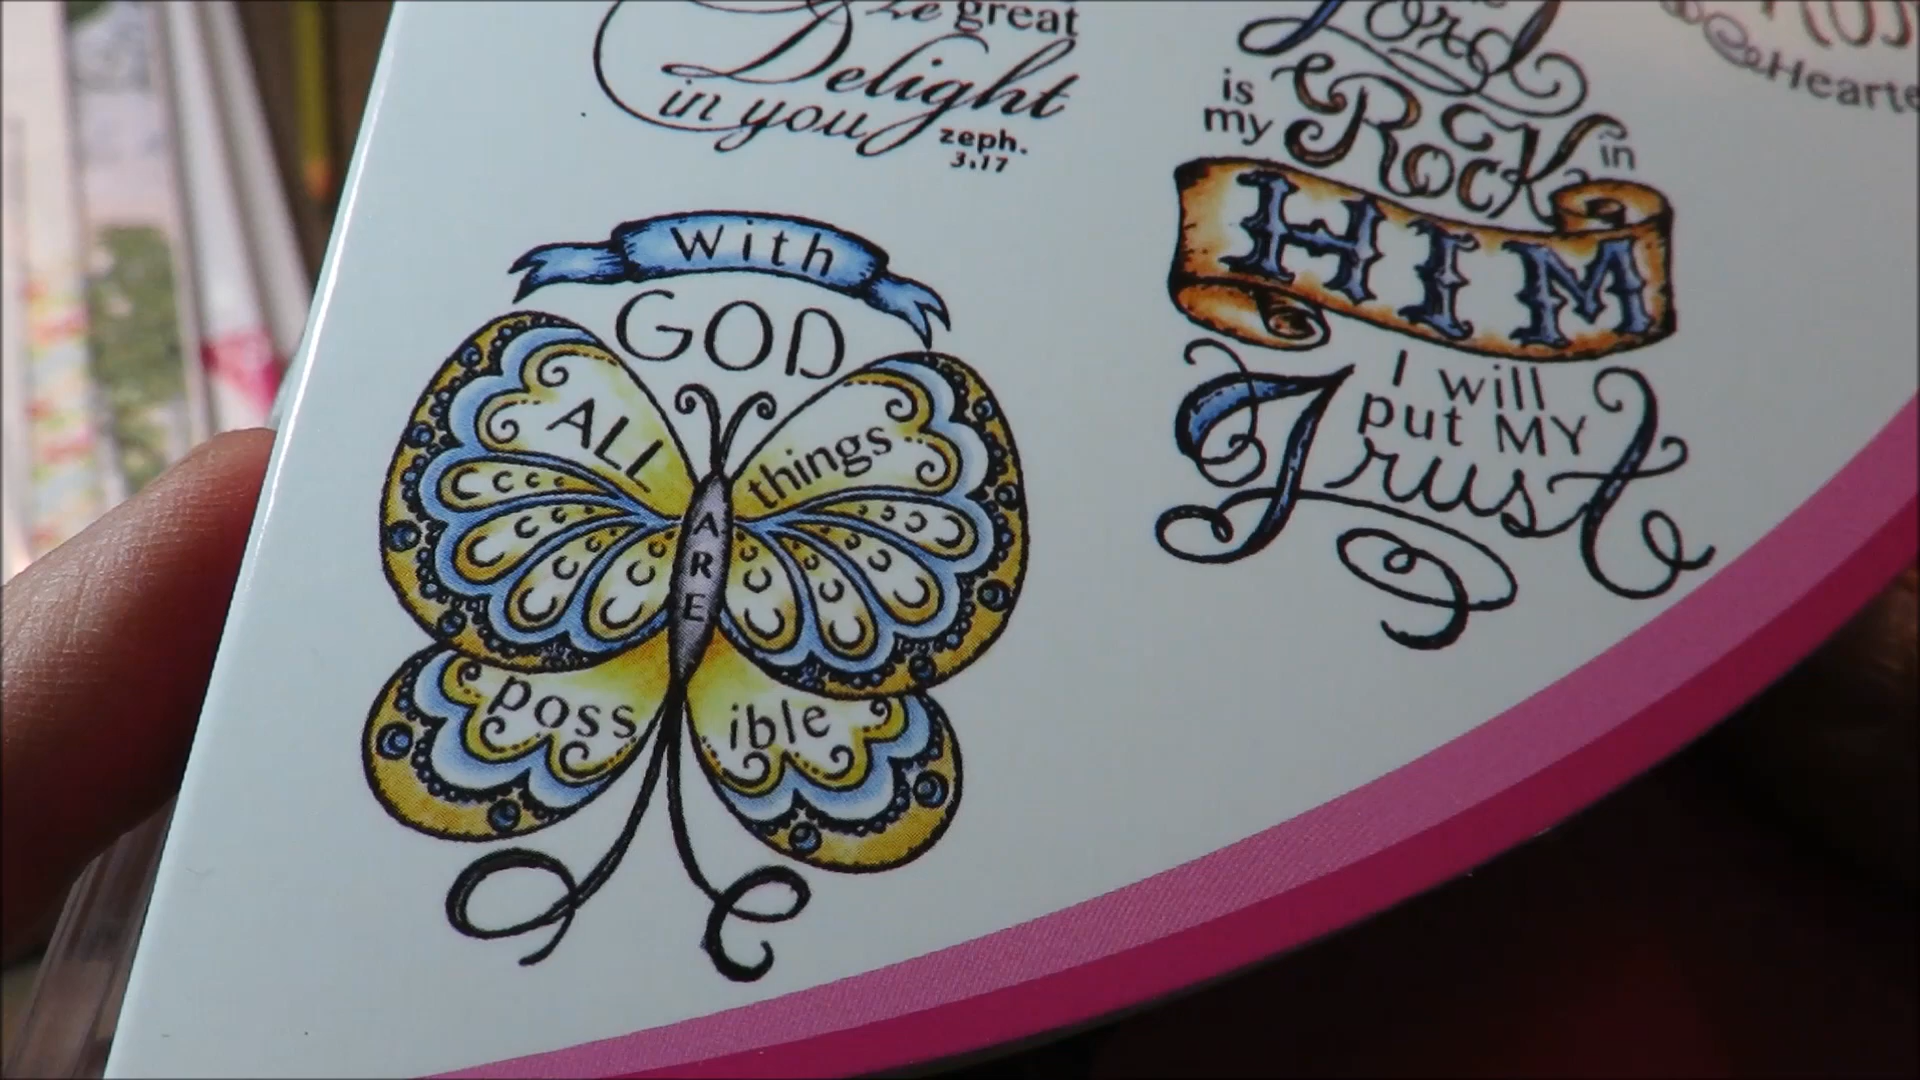 great
Delight
in you
zeph.
3.17
With
GOD
ALL things
ARE
poss ible
Lord
is
my Rock in
HIM
I will
put MY
Trust
Hearte